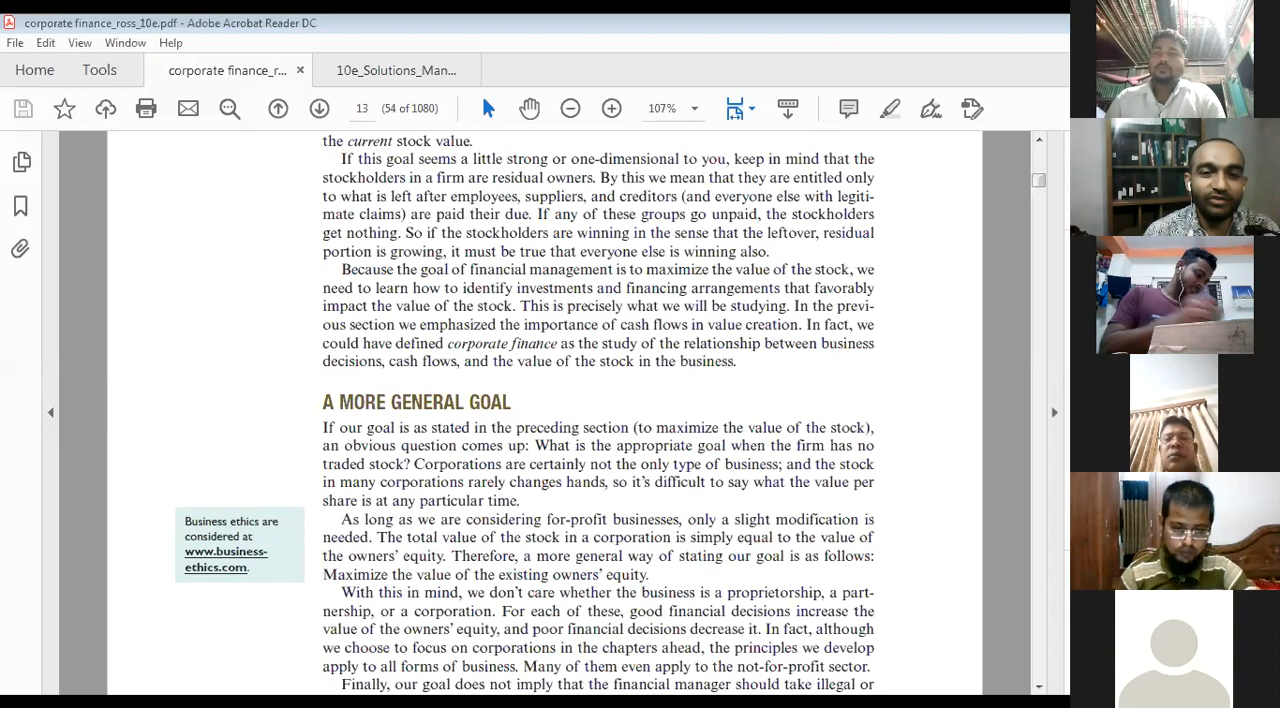 corporate finance_ross_10e.pdf - Adobe Acrobat Reader DC
File Edit View Window Help
Home Tools corporate finance_r... × 10e_Solutions_Man...
13 (54 of 1080) 107%
the current stock value.
If this goal seems a little strong or one-dimensional to you, keep in mind that the
stockholders in a firm are residual owners. By this we mean that they are entitled only
to what is left after employees, suppliers, and creditors (and everyone else with legiti-
mate claims) are paid their due. If any of these groups go unpaid, the stockholders
get nothing. So if the stockholders are winning in the sense that the leftover, residual
portion is growing, it must be true that everyone else is winning also.
Because the goal of financial management is to maximize the value of the stock, we
need to learn how to identify investments and financing arrangements that favorably
impact the value of the stock. This is precisely what we will be studying. In the previ-
ous section we emphasized the importance of cash flows in value creation. In fact, we
could have defined corporate finance as the study of the relationship between business
decisions, cash flows, and the value of the stock in the business.
A MORE GENERAL GOAL
If our goal is as stated in the preceding section (to maximize the value of the stock),
an obvious question comes up: What is the appropriate goal when the firm has no
traded stock? Corporations are certainly not the only type of business; and the stock
in many corporations rarely changes hands, so it's difficult to say what the value per
share is at any particular time.
As long as we are considering for-profit businesses, only a slight modification is
needed. The total value of the stock in a corporation is simply equal to the value of
the owners' equity. Therefore, a more general way of stating our goal is as follows:
Maximize the value of the existing owners' equity.
With this in mind, we don't care whether the business is a proprietorship, a part-
nership, or a corporation. For each of these, good financial decisions increase the
value of the owners' equity, and poor financial decisions decrease it. In fact, although
we choose to focus on corporations in the chapters ahead, the principles we develop
apply to all forms of business. Many of them even apply to the not-for-profit sector.
Finally, our goal does not imply that the financial manager should take illegal or
Business ethics are
considered at
www.business-
ethics.com.